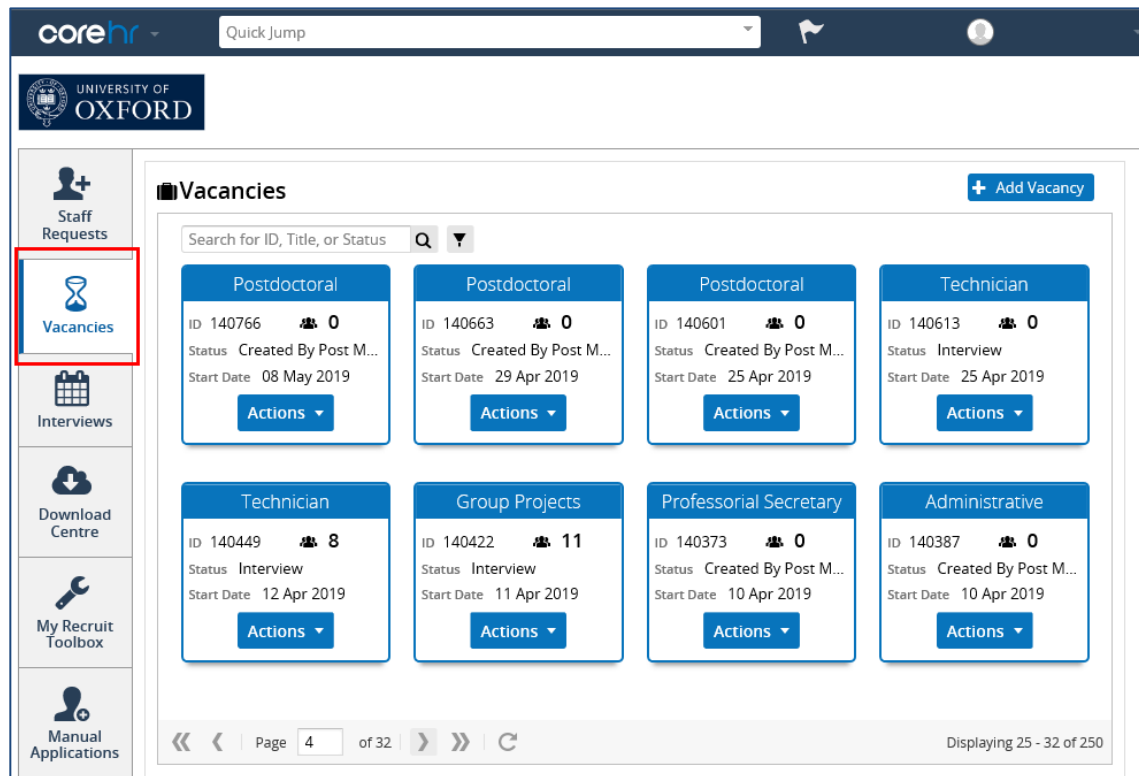 corehr
Quick Jump
UNIVERSITY OF
OXFORD
Staff
Requests
Vacancies
Interviews
Download
Centre
My Recruit
Toolbox
Manual
Applications
Vacancies
+ Add Vacancy
Search for ID, Title, or Status
Postdoctoral
ID 140766 0
Status Created By Post M...
Start Date 08 May 2019
Actions
Postdoctoral
ID 140663 0
Status Created By Post M...
Start Date 29 Apr 2019
Actions
Postdoctoral
ID 140601 0
Status Created By Post M...
Start Date 25 Apr 2019
Actions
Technician
ID 140613 0
Status Interview
Start Date 25 Apr 2019
Actions
Technician
ID 140449 8
Status Interview
Start Date 12 Apr 2019
Actions
Group Projects
ID 140422 11
Status Interview
Start Date 11 Apr 2019
Actions
Professorial Secretary
ID 140373 0
Status Created By Post M...
Start Date 10 Apr 2019
Actions
Administrative
ID 140387 0
Status Created By Post M...
Start Date 10 Apr 2019
Actions
Page 4 of 32
Displaying 25 - 32 of 250